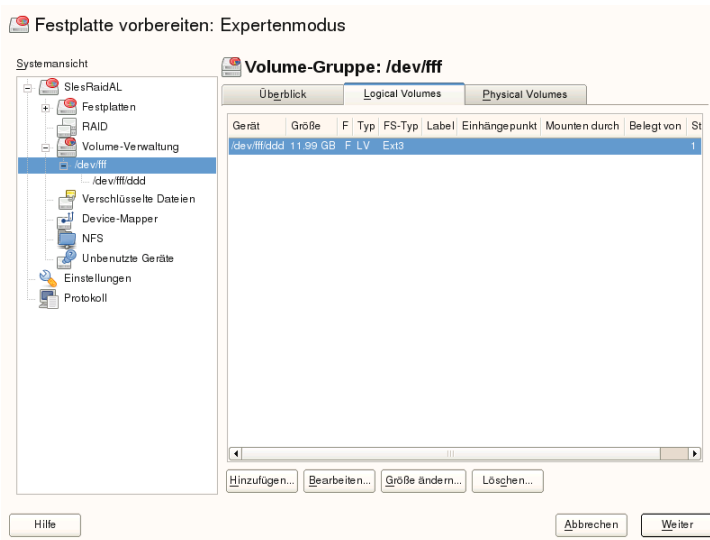 Festplatte vorbereiten: Expertenmodus
Systemansicht
SlesRaidAL
Festplatten
RAID
Volume-Verwaltung
/dev/fff
/dev/fff/ddd
Verschlüsselte Dateien
Device-Mapper
NFS
Unbenutzte Geräte
Einstellungen
Protokoll
Volume-Gruppe: /dev/fff
Überblick Logical Volumes Physical Volumes
Gerät Größe F Typ FS-Typ Label Einhängepunkt Mounten durch Belegt von St
/dev/fff/ddd 11.99 GB F LV Ext3 1
Hinzufügen... Bearbeiten... Größe ändern... Löschen...
Hilfe Abbrechen Weiter